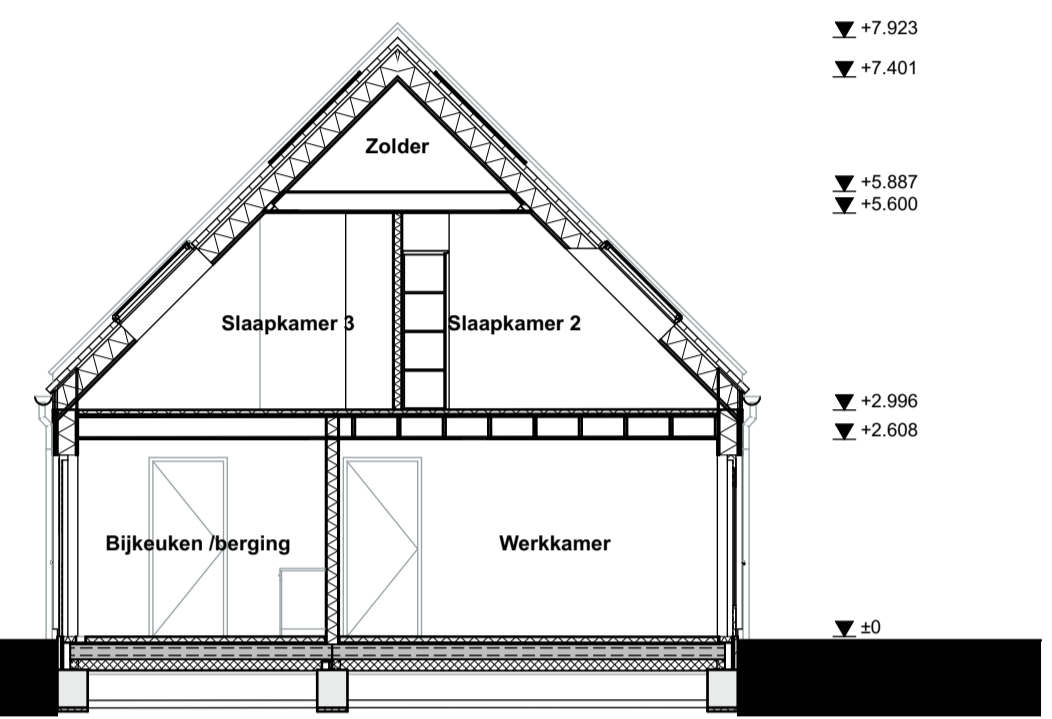 +7.923
+7.401
Zolder
+5.887
+5.600
Slaapkamer 3
Slaapkamer 2
+2.996
+2.608
Bijkeuken /berging
Werkkamer
±0